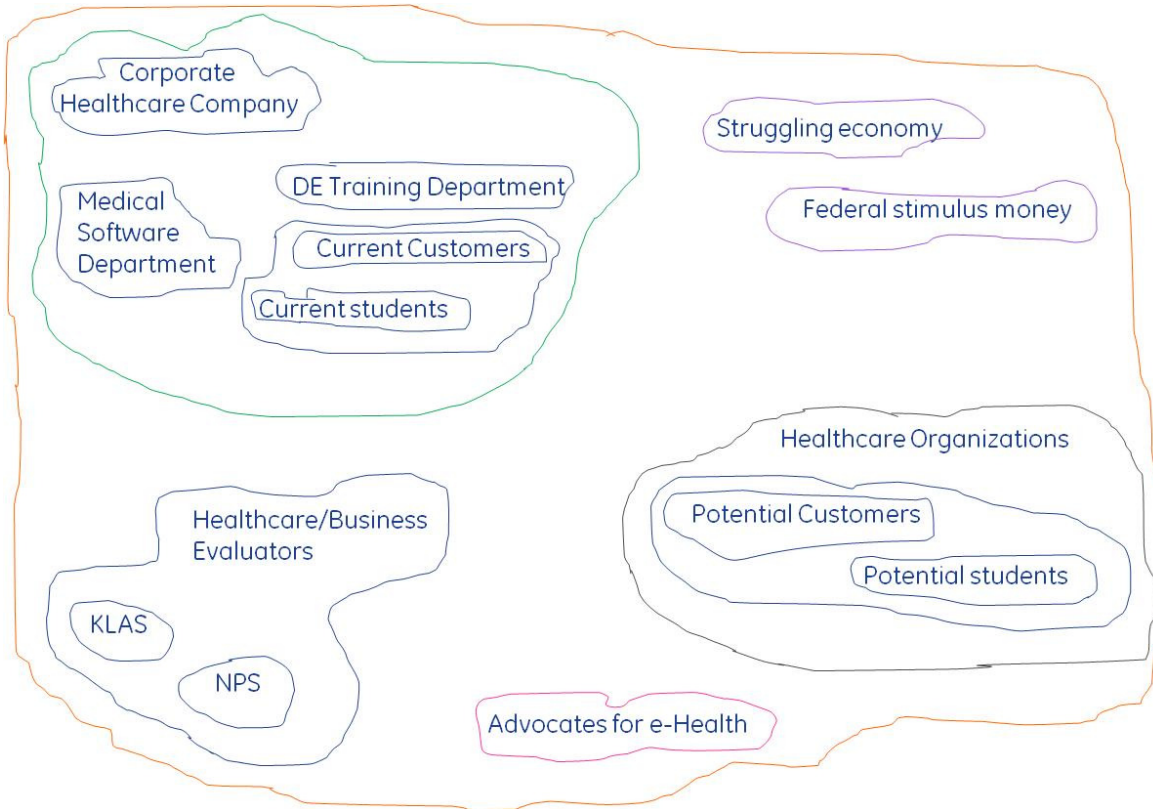 Corporate
Healthcare Company
Struggling economy
DE Training Department
Medical
Software
Department
Federal stimulus money
Current Customers
Current students
Healthcare Organizations
Healthcare/Business
Evaluators
Potential Customers
Potential students
KLAS
NPS
Advocates for e-Health